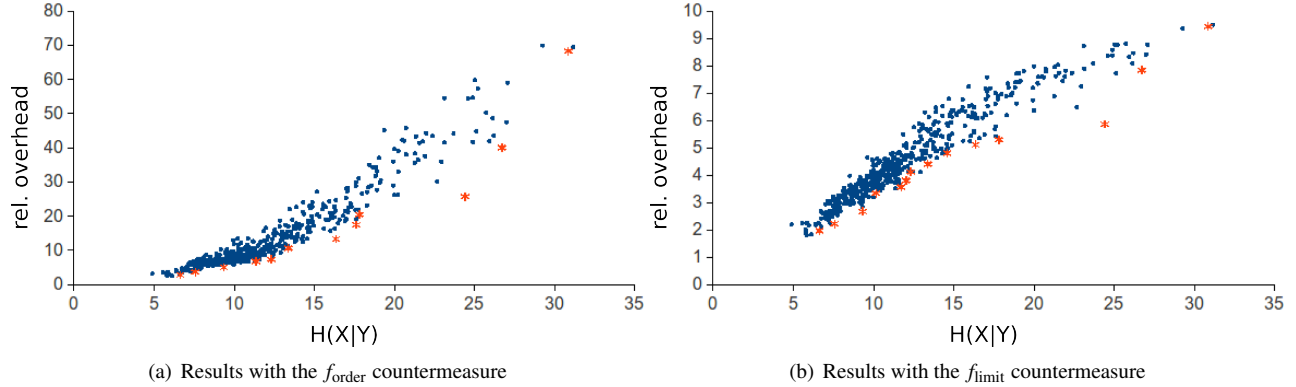 80
70
60
50
40
30
20
10
0
rel. overhead
0 5 10 15 20 25 30 35
H(X|Y)
(a) Results with the forder countermeasure
10
9
8
7
6
5
4
3
2
1
0
rel. overhead
0 5 10 15 20 25 30 35
H(X|Y)
(b) Results with the flimit countermeasure